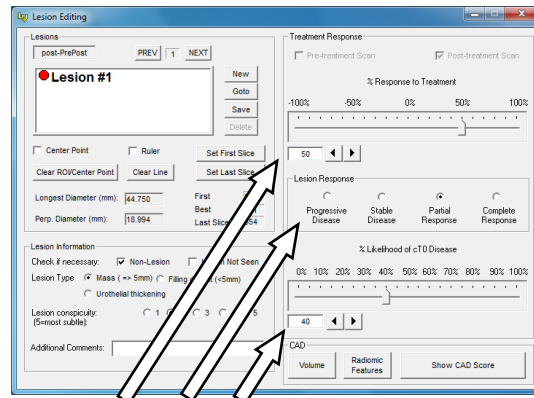 Lesion Editing
Lesions
post-PrePost PREV 1 NEXT
Lesion #1
New
Goto
Save
Delete
Center Point Ruler Set First Slice
Clear ROI/Center Point Clear Line Set Last Slice
Longest Diameter (mm): 44.750 First
Best
Perp. Diameter (mm): 18.994 Last Slice
Lesion Information
Check if necessary: Non-Lesion Not Seen
Lesion Type Mass ( => 5mm) Filling (<5mm)
Urothelial thickening
Lesion conspicuity: 1 3 5
(5=most subtle):
Additional Comments:
Treatment Response
Pre-treatment Scan Post-treatment Scan
% Response to Treatment
-100% -50% 0% 50% 100%
50
Lesion Response
Progressive Disease
Stable Disease
Partial Response
Complete Response
% Likelihood of cT0 Disease
0% 10% 20% 30% 40% 50% 60% 70% 80% 90% 100%
40
CAD
Volume
Radiomic Features
Show CAD Score